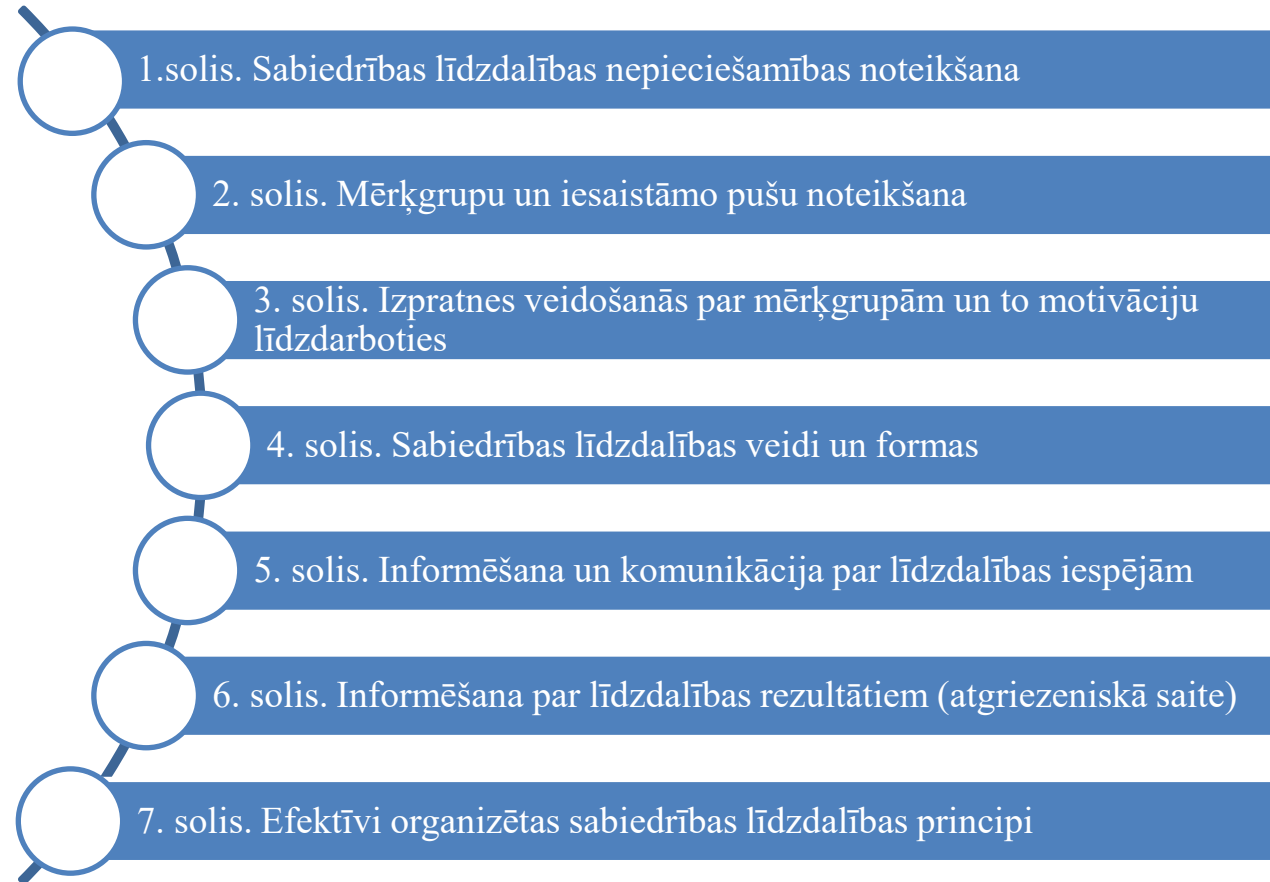 1.solis. Sabiedrības līdzdalības nepieciešamības noteikšana
2. solis. Mērķgrupu un iesaistāmo pušu noteikšana
3. solis. Izpratnes veidošanās par mērķgrupām un to motivāciju
līdzdarboties
4. solis. Sabiedrības līdzdalības veidi un formas
5. solis. Informēšana un komunikācija par līdzdalības iespējām
6. solis. Informēšana par līdzdalības rezultātiem (atgriezeniskā saite)
7. solis. Efektīvi organizētas sabiedrības līdzdalības principi